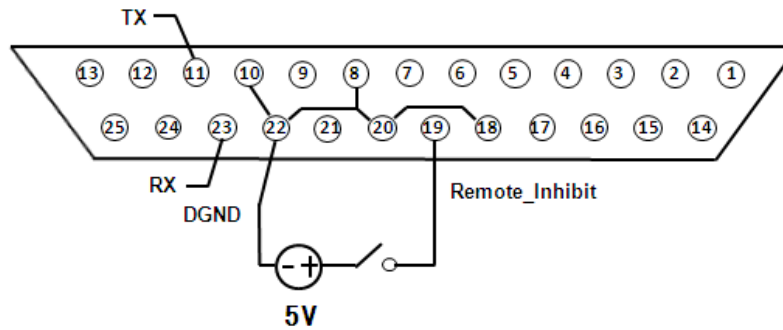 TX
13 12 11 10 9 8 7 6 5 4 3 2 1
25 24 23 22 21 20 19 18 17 16 15 14
RX
DGND
Remote_Inhibit
- +
5V